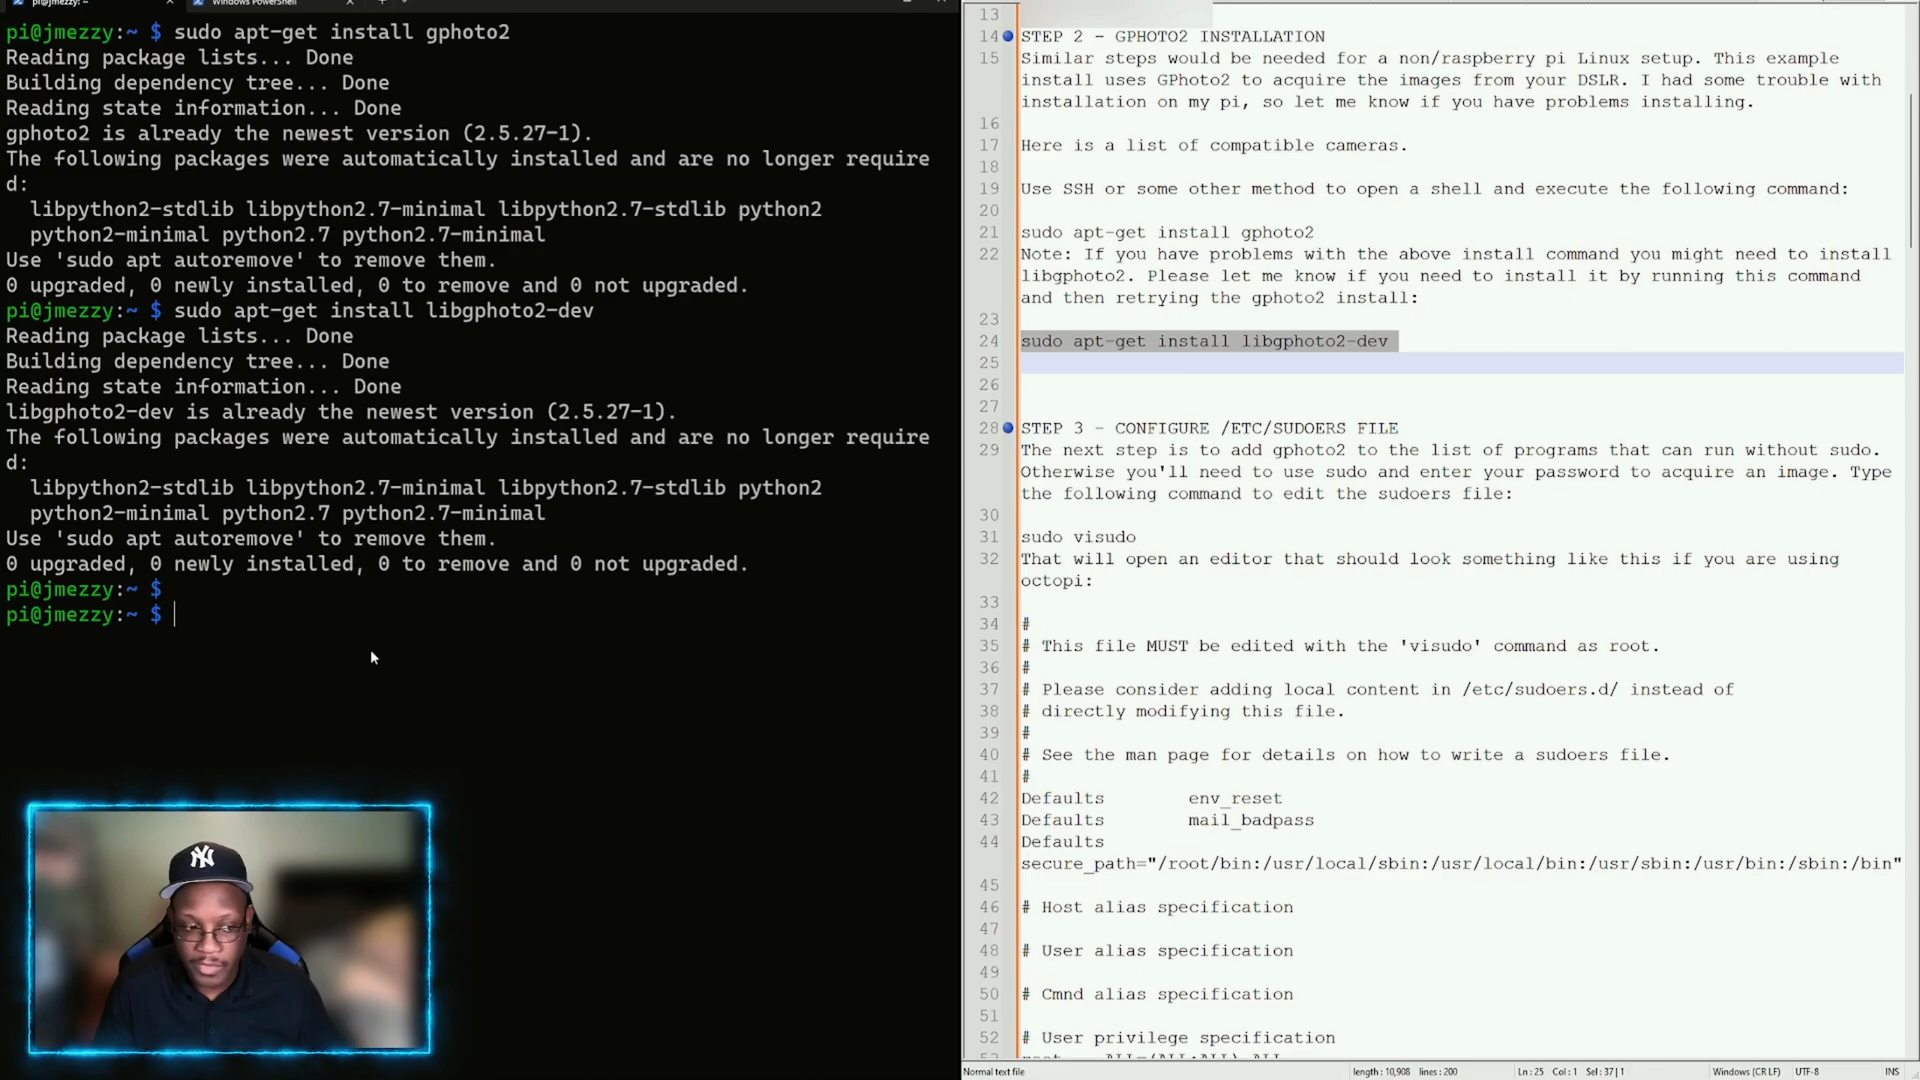 pi@jmezzy: ~
Windows PowerShell
pi@jmezzy:~ $ sudo apt-get install gphoto2
Reading package lists... Done
Building dependency tree... Done
Reading state information... Done
gphoto2 is already the newest version (2.5.27-1).
The following packages were automatically installed and are no longer require
d:
libpython2-stdlib libpython2.7-minimal libpython2.7-stdlib python2
python2-minimal python2.7 python2.7-minimal
Use 'sudo apt autoremove' to remove them.
0 upgraded, 0 newly installed, 0 to remove and 0 not upgraded.
pi@jmezzy:~ $ sudo apt-get install libgphoto2-dev
Reading package lists... Done
Building dependency tree... Done
Reading state information... Done
libgphoto2-dev is already the newest version (2.5.27-1).
The following packages were automatically installed and are no longer require
d:
libpython2-stdlib libpython2.7-minimal libpython2.7-stdlib python2
python2-minimal python2.7 python2.7-minimal
Use 'sudo apt autoremove' to remove them.
0 upgraded, 0 newly installed, 0 to remove and 0 not upgraded.
pi@jmezzy:~ $
pi@jmezzy:~ $
NY
13
14 STEP 2 - GPHOTO2 INSTALLATION
15 Similar steps would be needed for a non/raspberry pi Linux setup. This example
install uses GPhoto2 to acquire the images from your DSLR. I had some trouble with
installation on my pi, so let me know if you have problems installing.
16
17 Here is a list of compatible cameras.
18
19 Use SSH or some other method to open a shell and execute the following command:
20
21 sudo apt-get install gphoto2
22 Note: If you have problems with the above install command you might need to install
libgphoto2. Please let me know if you need to install it by running this command
and then retrying the gphoto2 install:
23
24 sudo apt-get install libgphoto2-dev
25
26
27
28 STEP 3 - CONFIGURE /ETC/SUDOERS FILE
29 The next step is to add gphoto2 to the list of programs that can run without sudo.
Otherwise you'll need to use sudo and enter your password to acquire an image. Type
the following command to edit the sudoers file:
30
31 sudo visudo
32 That will open an editor that should look something like this if you are using
octopi:
33
34 #
35 # This file MUST be edited with the 'visudo' command as root.
36 #
37 # Please consider adding local content in /etc/sudoers.d/ instead of
38 # directly modifying this file.
39 #
40 # See the man page for details on how to write a sudoers file.
41 #
42 Defaults env_reset
43 Defaults mail_badpass
44 Defaults
secure_path="/root/bin:/usr/local/sbin:/usr/local/bin:/usr/sbin:/usr/bin:/sbin:/bin"
45
46 # Host alias specification
47
48 # User alias specification
49
50 # Cmnd alias specification
51
52 # User privilege specification
Normal text file length : 10,908 lines : 200 Ln : 25 Col : 1 Sel : 37 | 1 Windows (CR LF) UTF-8 INS